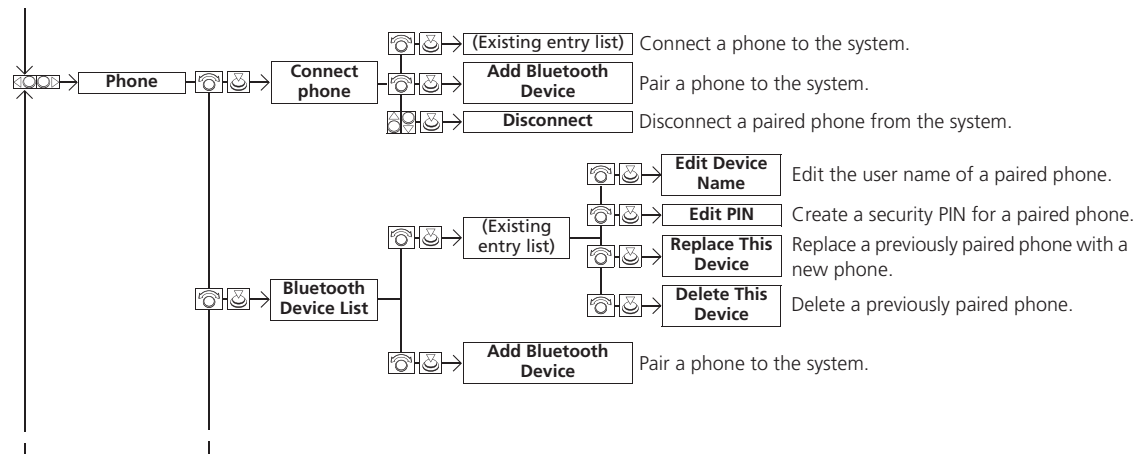 (Existing entry list) Connect a phone to the system.
Phone
Connect
phone
Add Bluetooth
Device
Pair a phone to the system.
Disconnect Disconnect a paired phone from the system.
Edit Device
Name
Edit the user name of a paired phone.
Edit PIN Create a security PIN for a paired phone.
(Existing
entry list)
Replace This
Device
Replace a previously paired phone with a
new phone.
Bluetooth
Device List
Delete This
Device
Delete a previously paired phone.
Add Bluetooth
Device
Pair a phone to the system.